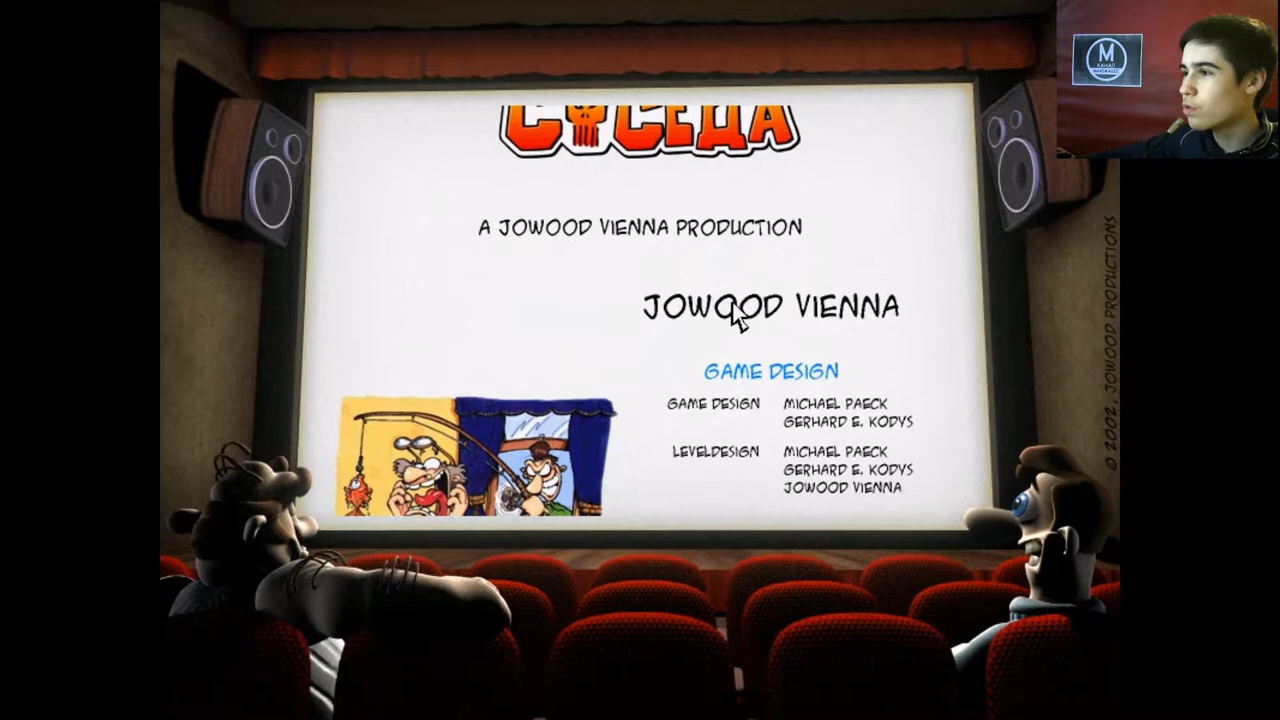 СОСЕДА
A JOWOOD VIENNA PRODUCTION
JOWOOD VIENNA
GAME DESIGN
GAME DESIGN MICHAEL PAECK
GERHARD E. KODYS
LEVELDESIGN MICHAEL PAECK
GERHARD E. KODYS
JOWOOD VIENNA
© 2002, JOWOOD PRODUCTIONS
M
КАНАЛ